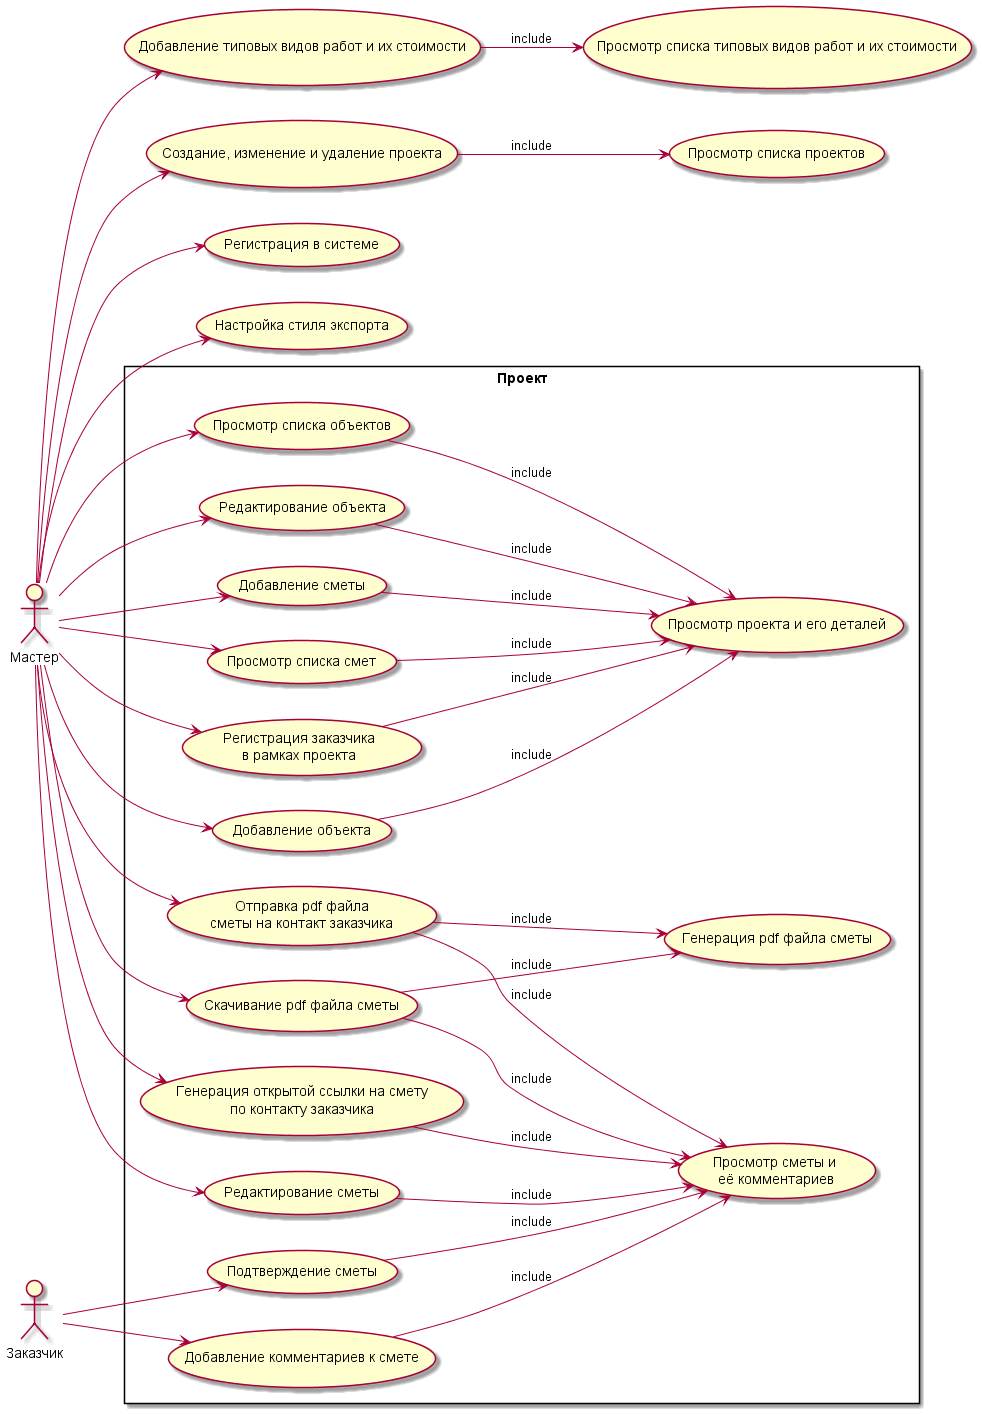 Добавление типовых видов работ и их стоимости
include
Просмотр списка типовых видов работ и их стоимости
Создание, изменение и удаление проекта
include
Просмотр списка проектов
Регистрация в системе
Настройка стиля экспорта
Проект
Просмотр списка объектов
include
Редактирование объекта
include
Добавление сметы
include
Просмотр проекта и его деталей
Мастер
Просмотр списка смет
include
include
Регистрация заказчика
в рамках проекта
include
Добавление объекта
Отправка pdf файла
сметы на контакт заказчика
include
Генерация pdf файла сметы
include
include
Скачивание pdf файла сметы
include
Генерация открытой ссылки на смету
по контакту заказчика
include
Просмотр сметы и
её комментариев
Редактирование сметы
include
include
Подтверждение сметы
include
Заказчик
Добавление комментариев к смете